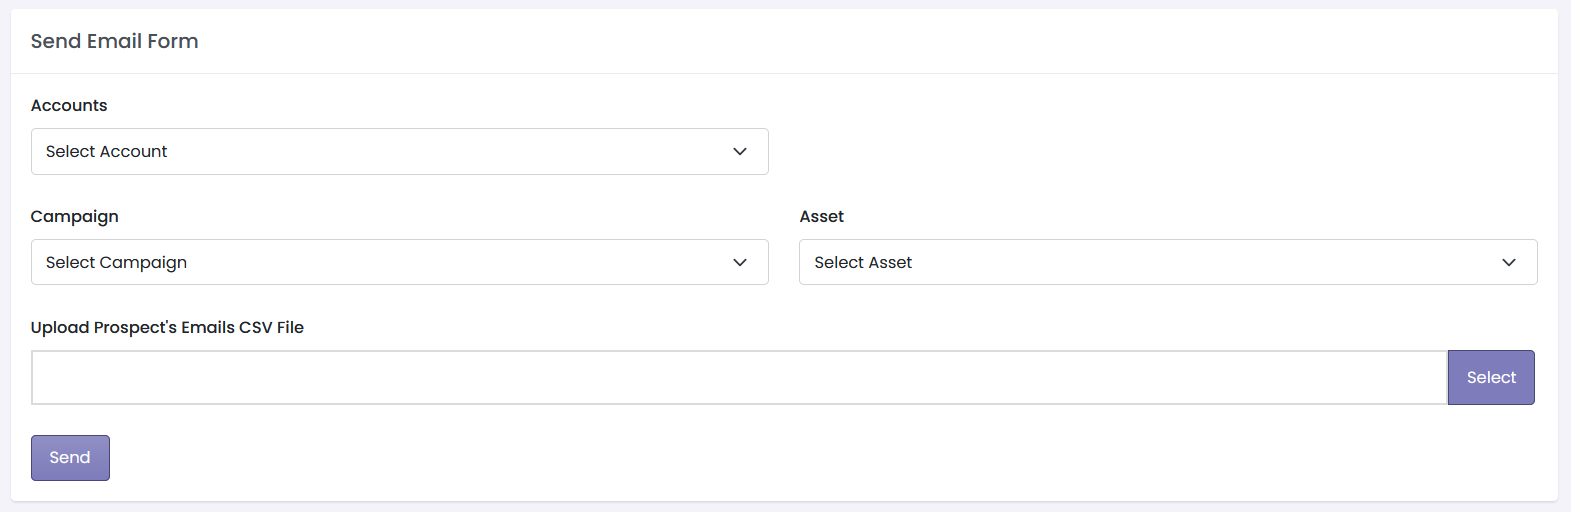 Send Email Form
Accounts
Select Account
Campaign
Asset
Select Campaign
Select Asset
Upload Prospect's Emails CSV File
Select
Send